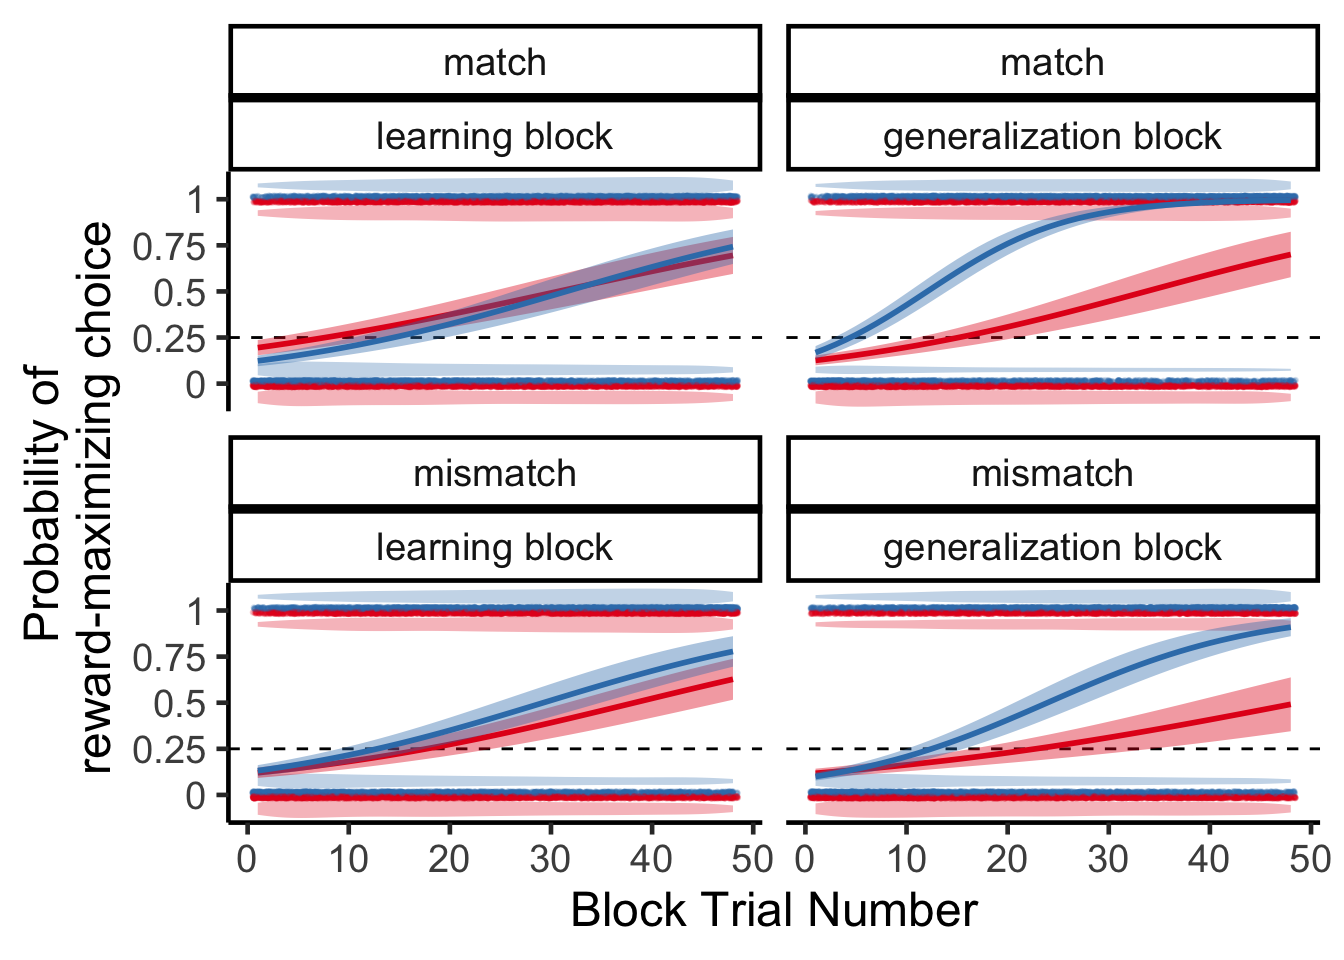 match
match
learning block
generalization block
1
0.75
0.5
0.25
0
mismatch
mismatch
learning block
generalization block
1
0.75
0.5
0.25
0
0 10 20 30 40 50
0 10 20 30 40 50
Block Trial Number
Probability of
reward-maximizing choice